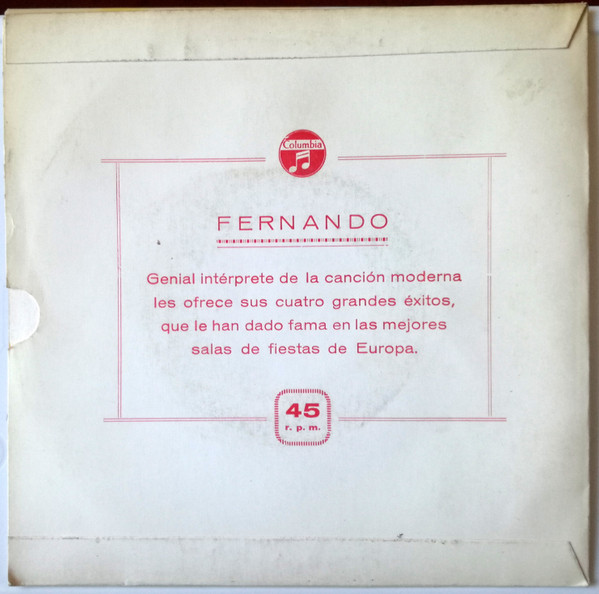 Columbia
FERNANDO
Genial intérprete de la canción moderna
les ofrece sus cuatro grandes éxitos,
que le han dado fama en las mejores
salas de fiestas de Europa.
45
r. p. m.